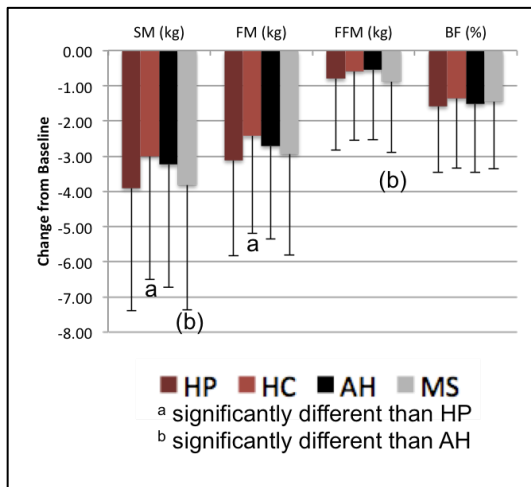 SM (kg) FM (kg) FFM (kg) BF (%)
0.00
-1.00
-2.00
-3.00
-4.00
-5.00
-6.00
-7.00
-8.00
Change from Baseline
a
(b)
a
(b)
HP HC AH MS
a significantly different than HP
b significantly different than AH